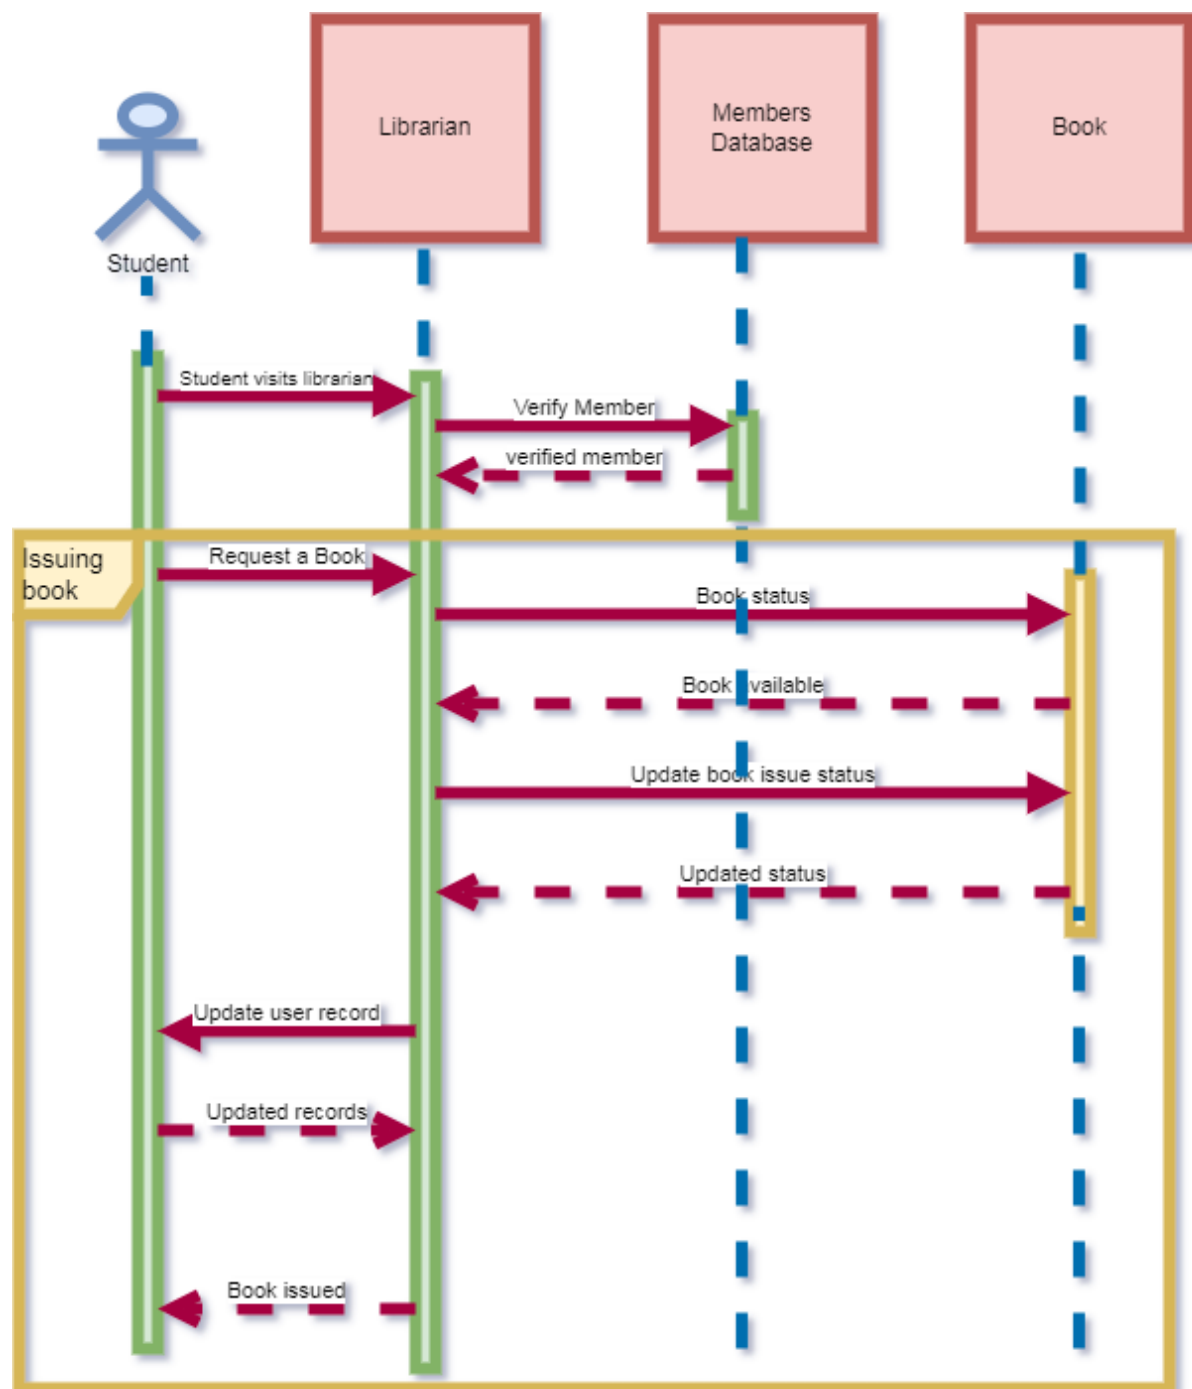 Librarian
Members
Database
Book
Student
Student visits librarian
Verify Member
verified member
Issuing
book
Request a Book
Book status
Book available
Update book issue status
Updated status
Update user record
Updated records
Book issued